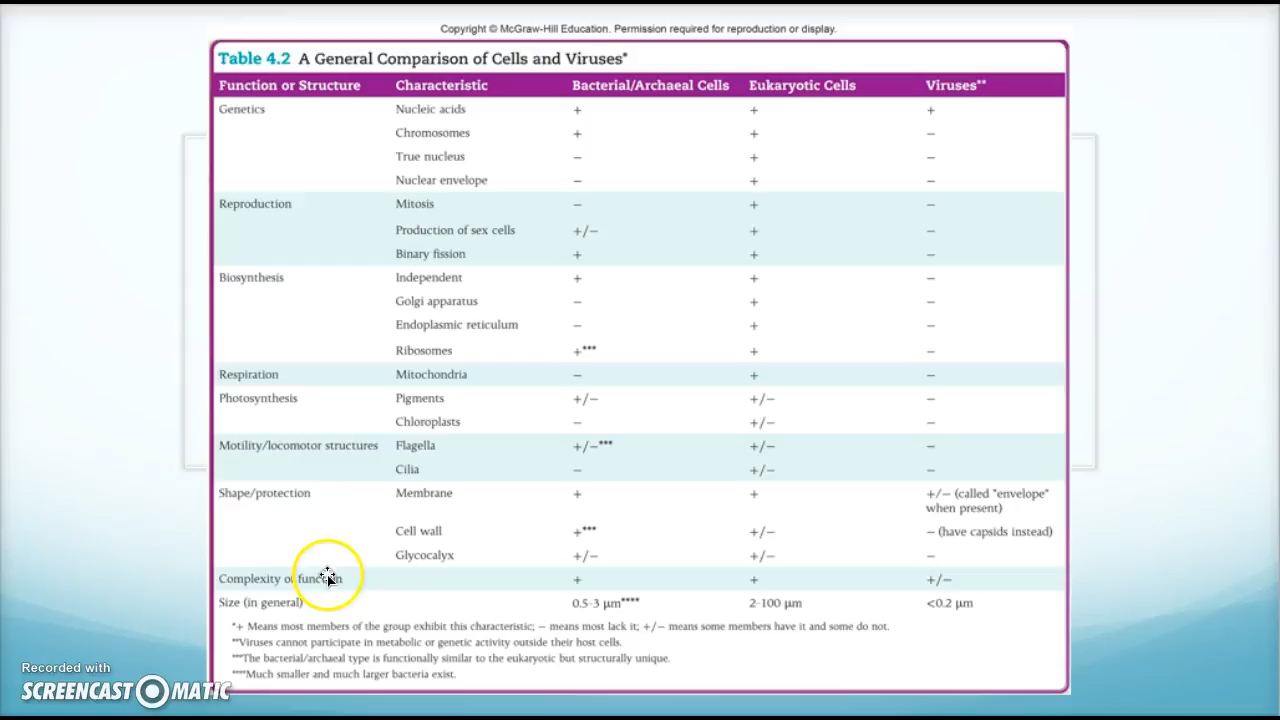 Copyright © McGraw-Hill Education. Permission required for reproduction or display.
Table 4.2 A General Comparison of Cells and Viruses*
Function or Structure Characteristic Bacterial/Archaeal Cells Eukaryotic Cells Viruses**
Genetics Nucleic acids + + +
Chromosomes + + −
True nucleus − + −
Nuclear envelope − + −
Reproduction Mitosis − + −
Production of sex cells +/− + −
Binary fission + + −
Biosynthesis Independent + + −
Golgi apparatus − + −
Endoplasmic reticulum − + −
Ribosomes +*** + −
Respiration Mitochondria − + −
Photosynthesis Pigments +/− +/− −
Chloroplasts − +/− −
Motility/locomotor structures Flagella +/−*** +/− −
Cilia − +/− −
Shape/protection Membrane + + +/− (called "envelope"
when present)
Cell wall +*** +/− − (have capsids instead)
Glycocalyx +/− +/− −
Complexity of function + + +/−
Size (in general) 0.5-3 µm**** 2-100 µm <0.2 µm
*+ Means most members of the group exhibit this characteristic; − means most lack it; +/− means some members have it and some do not.
**Viruses cannot participate in metabolic or genetic activity outside their host cells.
***The bacterial/archaeal type is functionally similar to the eukaryotic but structurally unique.
****Much smaller and much larger bacteria exist.
Recorded with
SCREENCAST MATIC